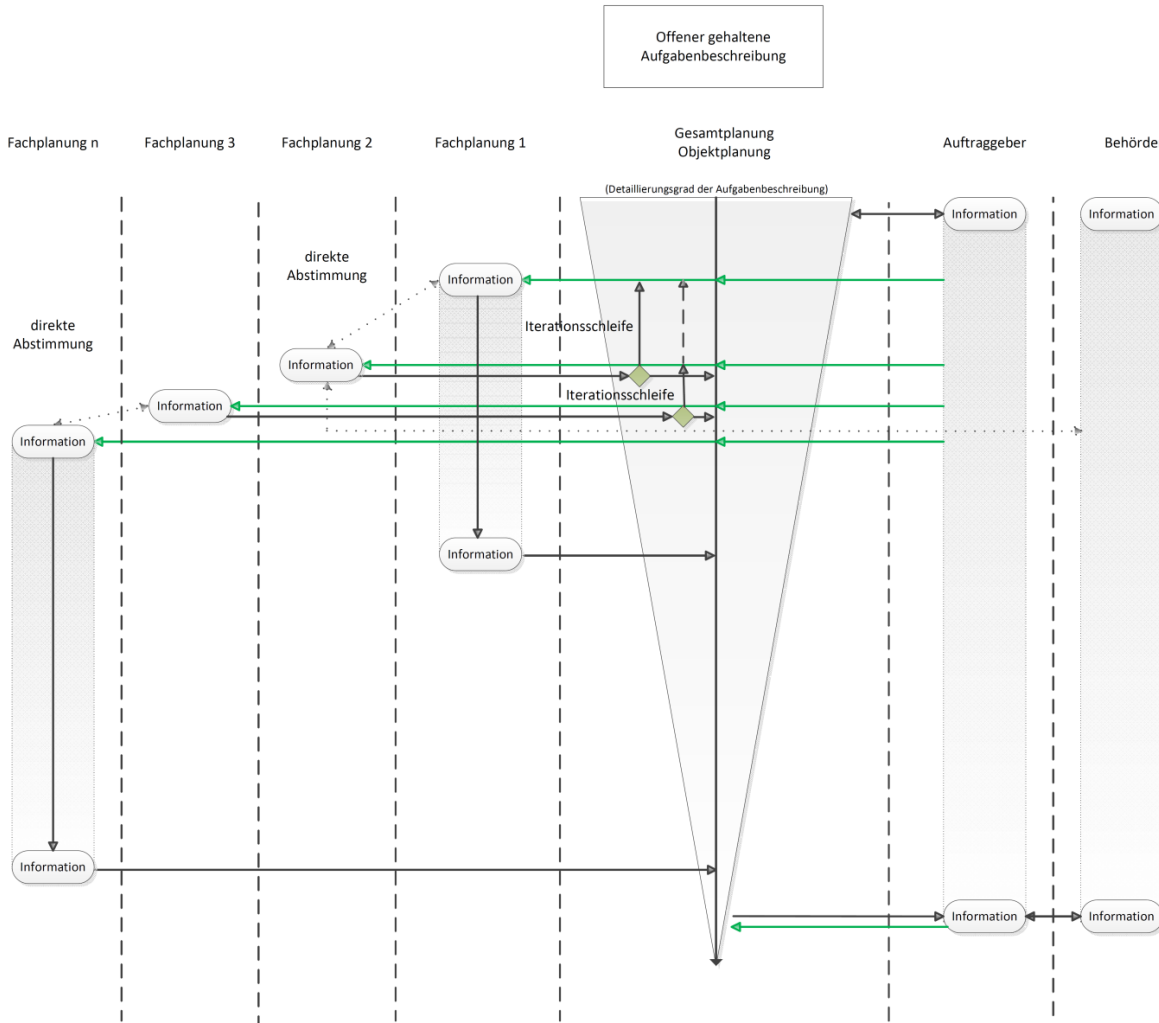 Offener gehaltene
Aufgabenbeschreibung
Fachplanung n
Fachplanung 3
Fachplanung 2
Fachplanung 1
Gesamtplanung
Objektplanung
Auftraggeber
Behörde
(Detaillierungsgrad der Aufgabenbeschreibung)
Information
Information
direkte
Abstimmung
Information
direkte
Abstimmung
Iterationsschleife
Information
Iterationsschleife
Information
Information
Information
Information
Information
Information